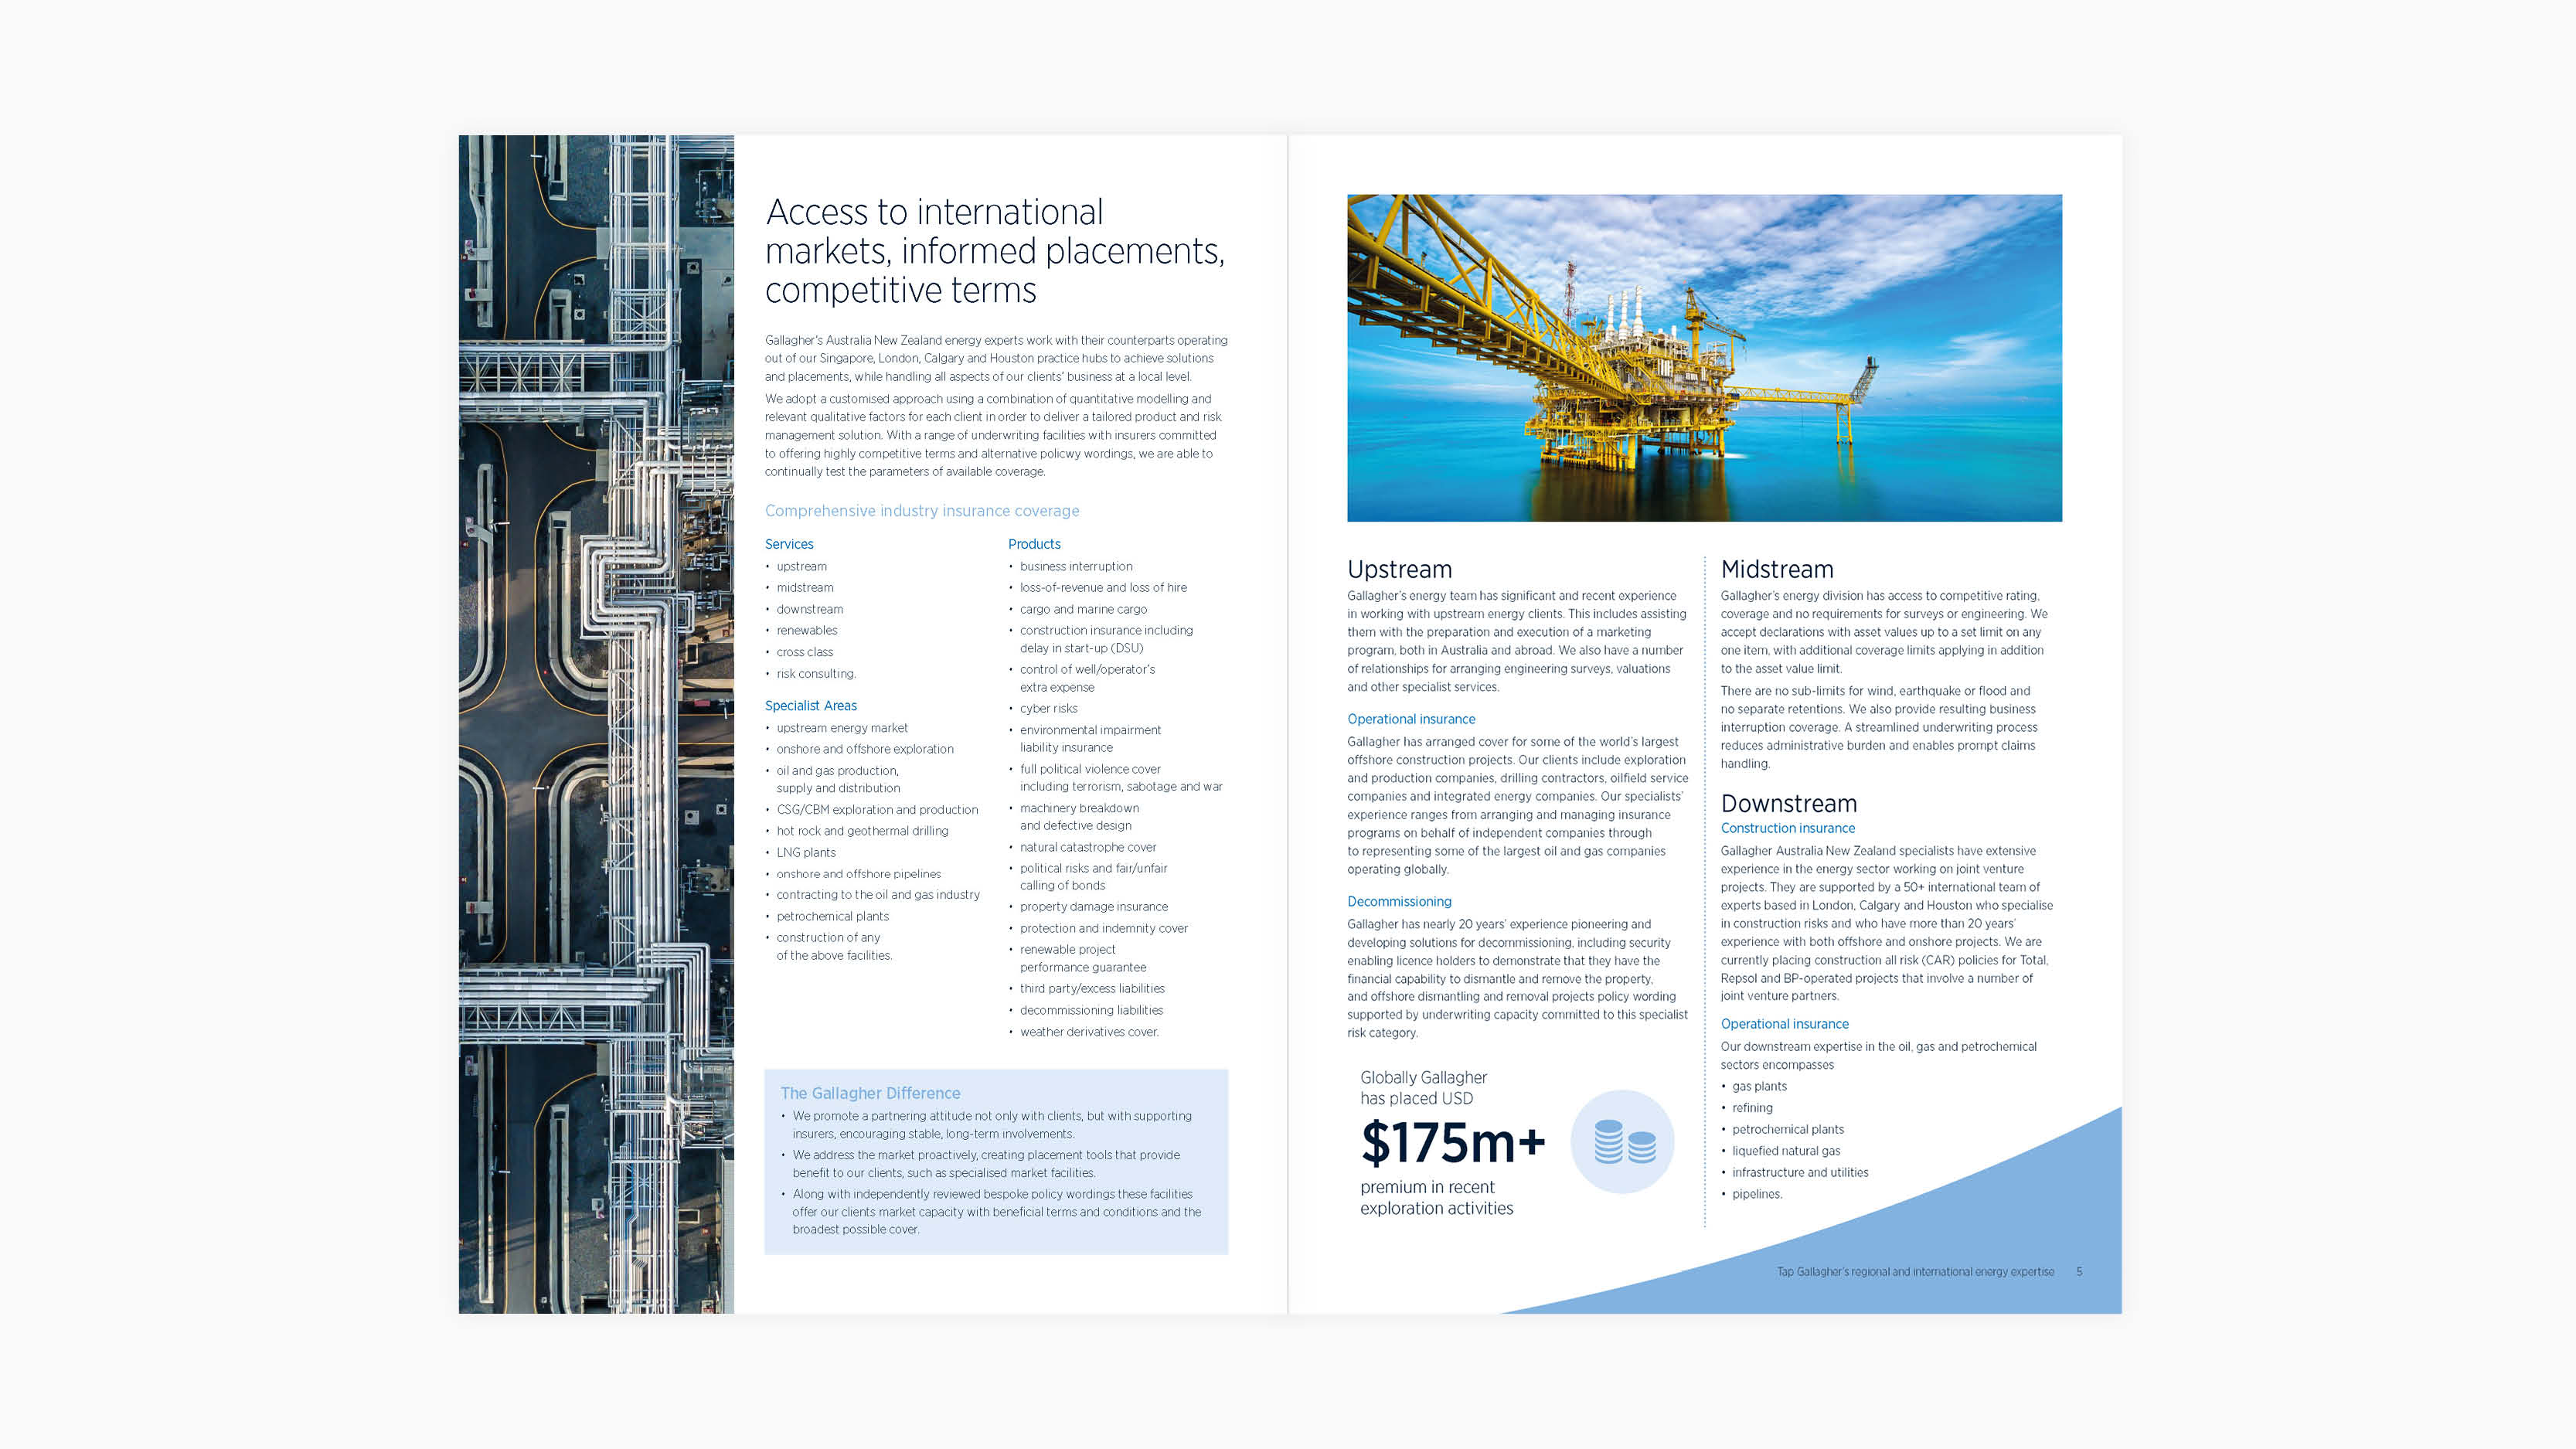 Access to international
markets, informed placements,
competitive terms
Gallagher's Australia New Zealand energy experts work with their counterparts operating
out of our Singapore, London, Calgary and Houston practice hubs to achieve solutions
and placements, while handling all aspects of our clients' business at a local level.
We adopt a customised approach using a combination of quantitative modelling and
relevant qualitative factors for each client in order to deliver a tailored product and risk
management solution. With a range of underwriting facilities with insurers committed
to offering highly competitive terms and alternative policwy wordings, we are able to
continually test the parameters of available coverage.
Comprehensive industry insurance coverage
Services
• upstream
• midstream
• downstream
• renewables
• cross class
• risk consulting.
Specialist Areas
• upstream energy market
• onshore and offshore exploration
• oil and gas production,
supply and distribution
• CSG/CBM exploration and production
• hot rock and geothermal drilling
• LNG plants
• onshore and offshore pipelines
• contracting to the oil and gas industry
• petrochemical plants
• construction of any
of the above facilities.
Products
• business interruption
• loss-of-revenue and loss of hire
• cargo and marine cargo
• construction insurance including
delay in start-up (DSU)
• control of well/operator's
extra expense
• cyber risks
• environmental impairment
liability insurance
• full political violence cover
including terrorism, sabotage and war
• machinery breakdown
and defective design
• natural catastrophe cover
• political risks and fair/unfair
calling of bonds
• property damage insurance
• protection and indemnity cover
• renewable project
performance guarantee
• third party/excess liabilities
• decommissioning liabilities
• weather derivatives cover.
The Gallagher Difference
• We promote a partnering attitude not only with clients, but with supporting
insurers, encouraging stable, long-term involvements.
• We address the market proactively, creating placement tools that provide
benefit to our clients, such as specialised market facilities.
• Along with independently reviewed bespoke policy wordings these facilities
offer our clients market capacity with beneficial terms and conditions and the
broadest possible cover.
Upstream
Gallagher's energy team has significant and recent experience
in working with upstream energy clients. This includes assisting
them with the preparation and execution of a marketing
program, both in Australia and abroad. We also have a number
of relationships for arranging engineering surveys, valuations
and other specialist services.
Operational insurance
Gallagher has arranged cover for some of the world's largest
offshore construction projects. Our clients include exploration
and production companies, drilling contractors, oilfield service
companies and integrated energy companies. Our specialists'
experience ranges from arranging and managing insurance
programs on behalf of independent companies through
to representing some of the largest oil and gas companies
operating globally.
Decommissioning
Gallagher has nearly 20 years' experience pioneering and
developing solutions for decommissioning, including security
enabling licence holders to demonstrate that they have the
financial capability to dismantle and remove the property,
and offshore dismantling and removal projects policy wording
supported by underwriting capacity committed to this specialist
risk category.
Globally Gallagher
has placed USD
$175m+
premium in recent
exploration activities
Midstream
Gallagher's energy division has access to competitive rating,
coverage and no requirements for surveys or engineering. We
accept declarations with asset values up to a set limit on any
one item, with additional coverage limits applying in addition
to the asset value limit.
There are no sub-limits for wind, earthquake or flood and
no separate retentions. We also provide resulting business
interruption coverage. A streamlined underwriting process
reduces administrative burden and enables prompt claims
handling.
Downstream
Construction insurance
Gallagher Australia New Zealand specialists have extensive
experience in the energy sector working on joint venture
projects. They are supported by a 50+ international team of
experts based in London, Calgary and Houston who specialise
in construction risks and who have more than 20 years'
experience with both offshore and onshore projects. We are
currently placing construction all risk (CAR) policies for Total,
Repsol and BP-operated projects that involve a number of
joint venture partners.
Operational insurance
Our downstream expertise in the oil, gas and petrochemical
sectors encompasses
• gas plants
• refining
• petrochemical plants
• liquefied natural gas
• infrastructure and utilities
• pipelines.
Tap Gallagher's regional and international energy expertise 5